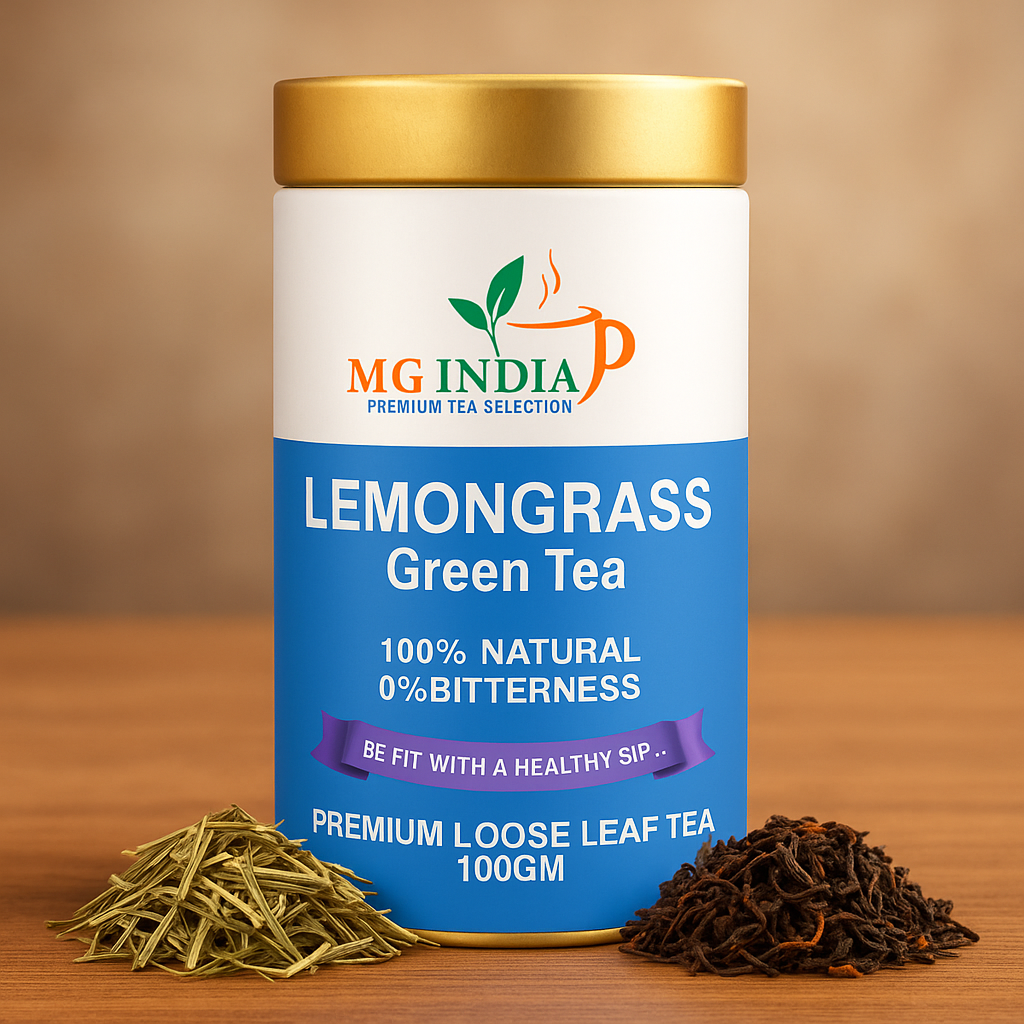 MG INDIA
PREMIUM TEA SELECTION
LEMONGRASS
Green Tea
100% NATURAL
0%BITTERNESS
BE FIT WITH A HEALTHY SIP..
PREMIUM LOOSE LEAF TEA
100GM